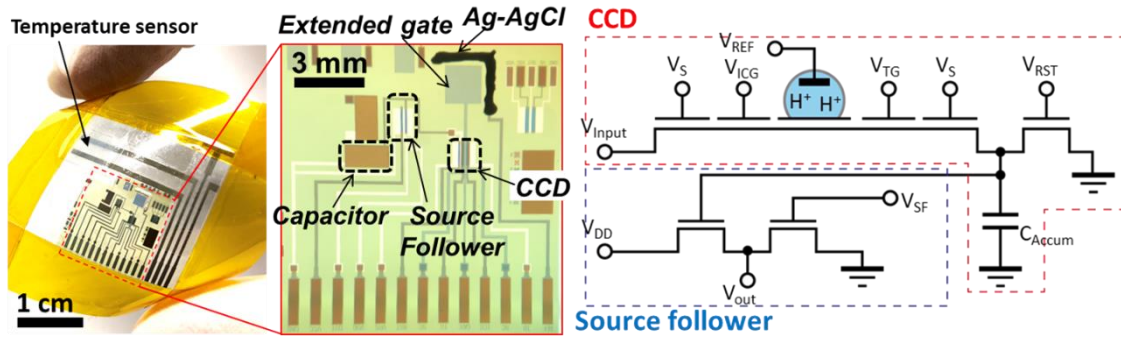 Temperature sensor
1 cm
Extended gate
Ag-AgCl
3 mm
Capacitor
Source
Follower
CCD
CCD
V_REF
V_S
V_ICG
H⁺ H⁺
V_TG
V_S
V_RST
V_Input
V_SF
V_DD
C_Accum
V_out
Source follower